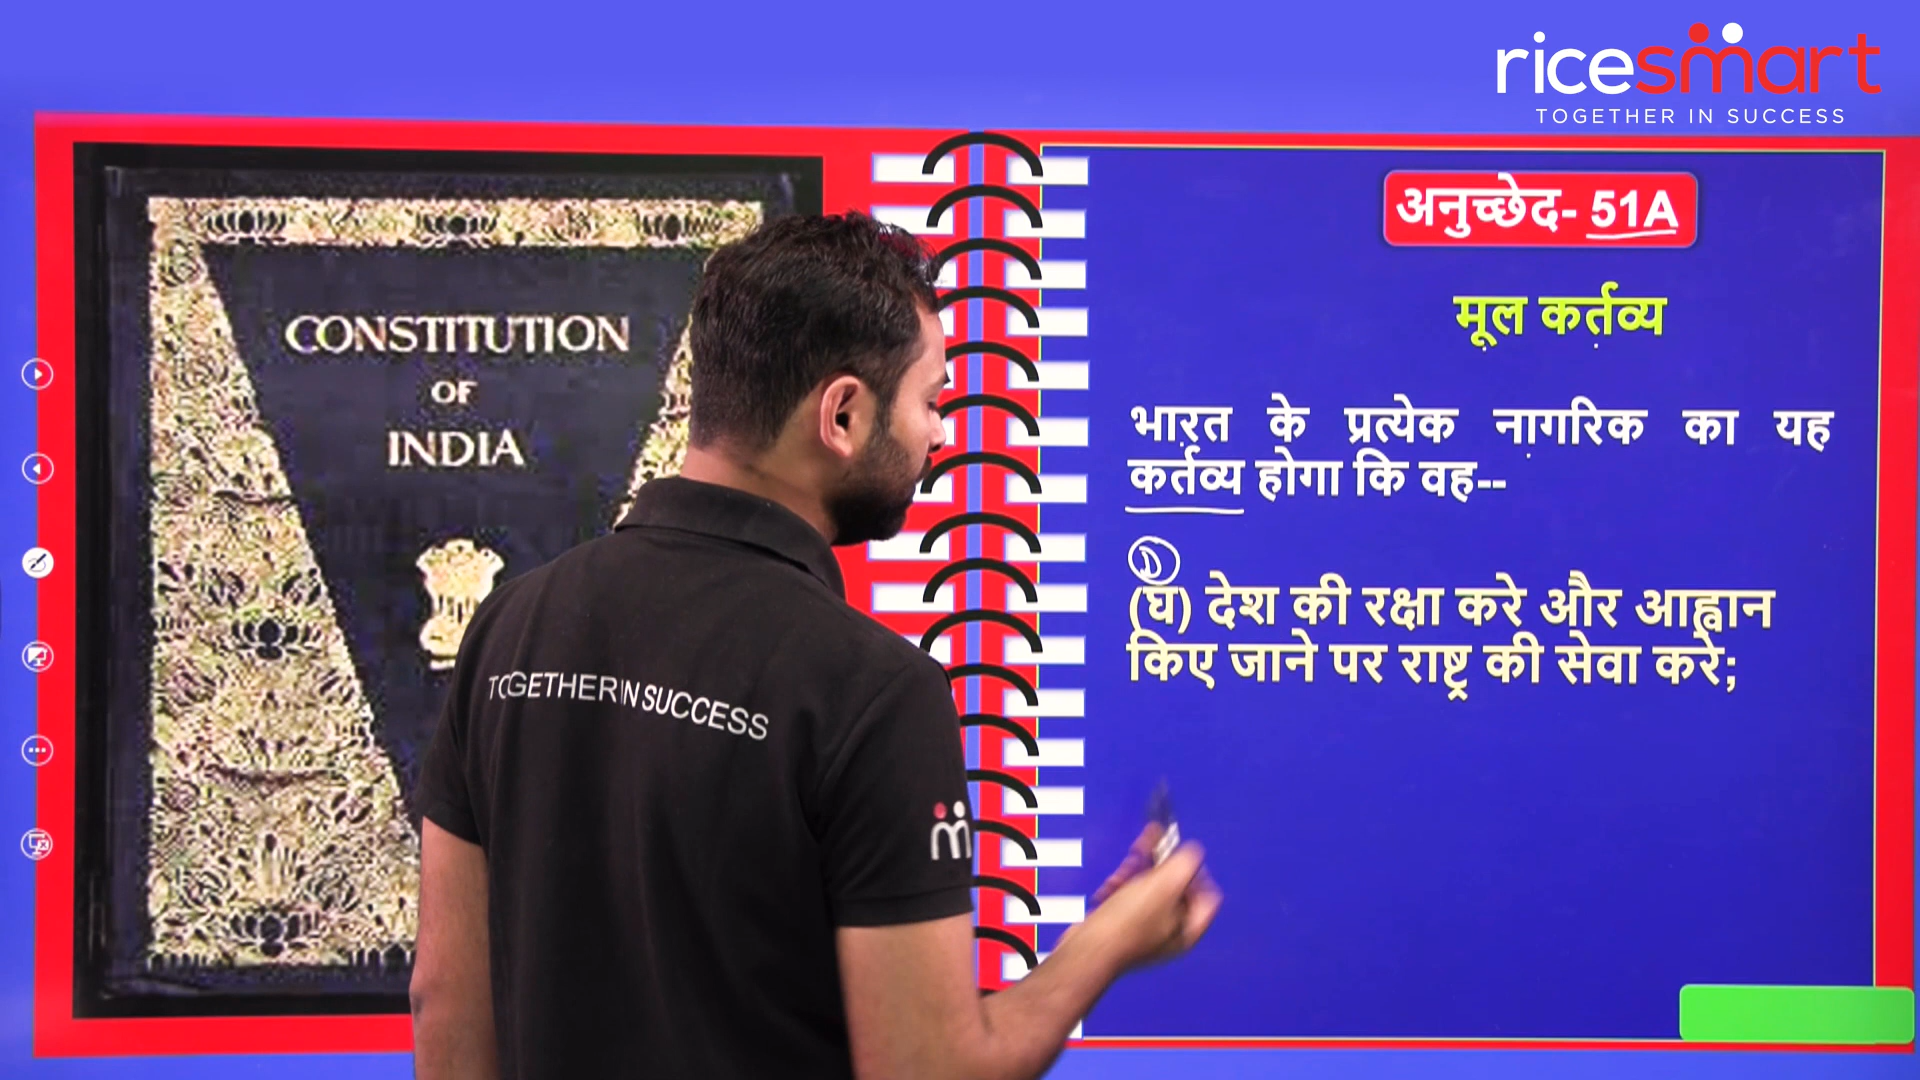 ricesmart
TOGETHER IN SUCCESS
CONSTITUTION
OF
INDIA
TOGETHER IN SUCCESS
अनुच्छेद- 51A
मूल कर्तव्य
भारत के प्रत्येक नागरिक का यह
कर्तव्य होगा कि वह--
D
(घ) देश की रक्षा करे और आह्वान
किए जाने पर राष्ट्र की सेवा करे;